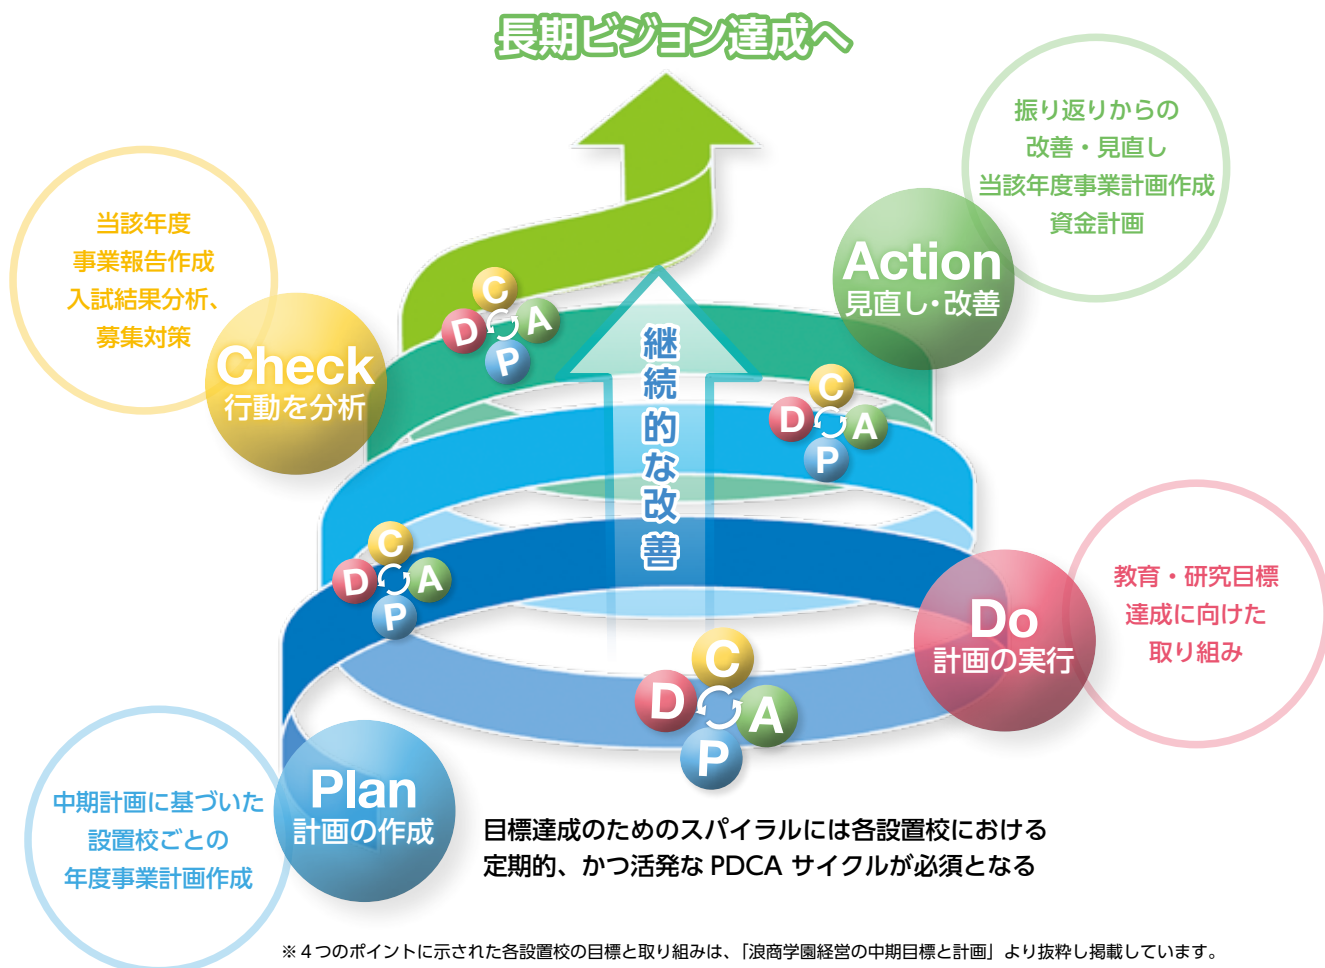 長期ビジョン達成へ
振り返りからの
改善・見直し
当該年度事業計画作成
資金計画
Action
見直し・改善
当該年度
事業報告作成
入試結果分析、
募集対策
Check
行動を分析
C
D
A
P
継続的な改善
C
D
A
P
C
D
A
P
Do
計画の実行
教育・研究目標
達成に向けた
取り組み
C
D
A
P
Plan
計画の作成
中期計画に基づいた
設置校ごとの
年度事業計画作成
目標達成のためのスパイラルには各設置校における
定期的、かつ活発な PDCA サイクルが必須となる
※４つのポイントに示された各設置校の目標と取り組みは、「浪商学園経営の中期目標と計画」より抜粋し掲載しています。